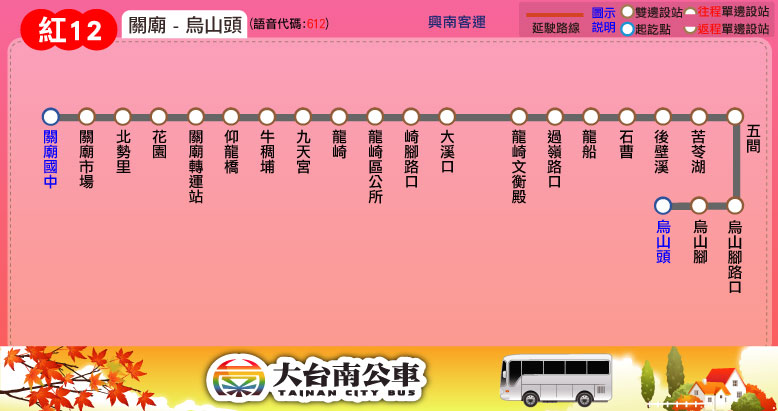 紅12
關廟 - 烏山頭
(語音代碼:612)
興南客運
延駛路線
圖示說明
雙邊設站
往程單邊設站
起訖點
返程單邊設站
關廟國中
關廟市場
北勢里
花園
關廟轉運站
仰龍橋
牛稠埔
九天宮
龍崎
龍崎區公所
崎腳路口
大溪口
龍崎文衡殿
過嶺路口
龍船
石曹
後壁溪
苦苓湖
五間
烏山腳路口
烏山腳
烏山頭
大台南公車
TAINAN CITY BUS